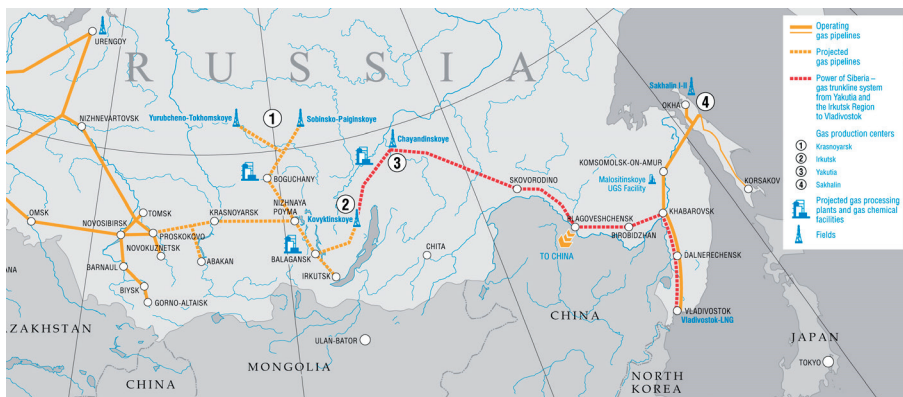 URENGOY
R U S S I A
Sakhalin I-II
OKHA
4
NIZHNEVARTOVSK
Yurubcheno-Tokhomskoye
1
Sobinsko-Paiginskoye
Chayandinskoye
3
KOMSOMOLSK-ON-AMUR
Malositinskoye
UGS Facility
KORSAKOV
BOGUCHANY
SKOVORODINO
OMSK
TOMSK
KRASNOYARSK
NIZHNAYA
POYMA
2
Kovyktinskoye
BLAGOVESHCHENSK
KHABAROVSK
NOVOSIBIRSK
PROSKOKOVO
NOVOKUZNETSK
BIROBIDZHAN
BARNAUL
ABAKAN
BALAGANSK
CHITA
TO CHINA
DALNERECHENSK
IRKUTSK
BIYSK
GORNO-ALTAISK
ANA
AZAKHSTAN
ULAN-BATOR
CHINA
VLADIVOSTOK
Vladivostok-LNG
JAPAN
MONGOLIA
CHINA
TOKYO
NORTH
KOREA
Operating
gas pipelines
Projected
gas pipelines
Power of Siberia –
gas trunkline system
from Yakutia and
the Irkutsk Region
to Vladivostok
Gas production centers
1 Krasnoyarsk
2 Irkutsk
3 Yakutia
4 Sakhalin
Projected gas processing
plants and gas chemical
facilities
Fields